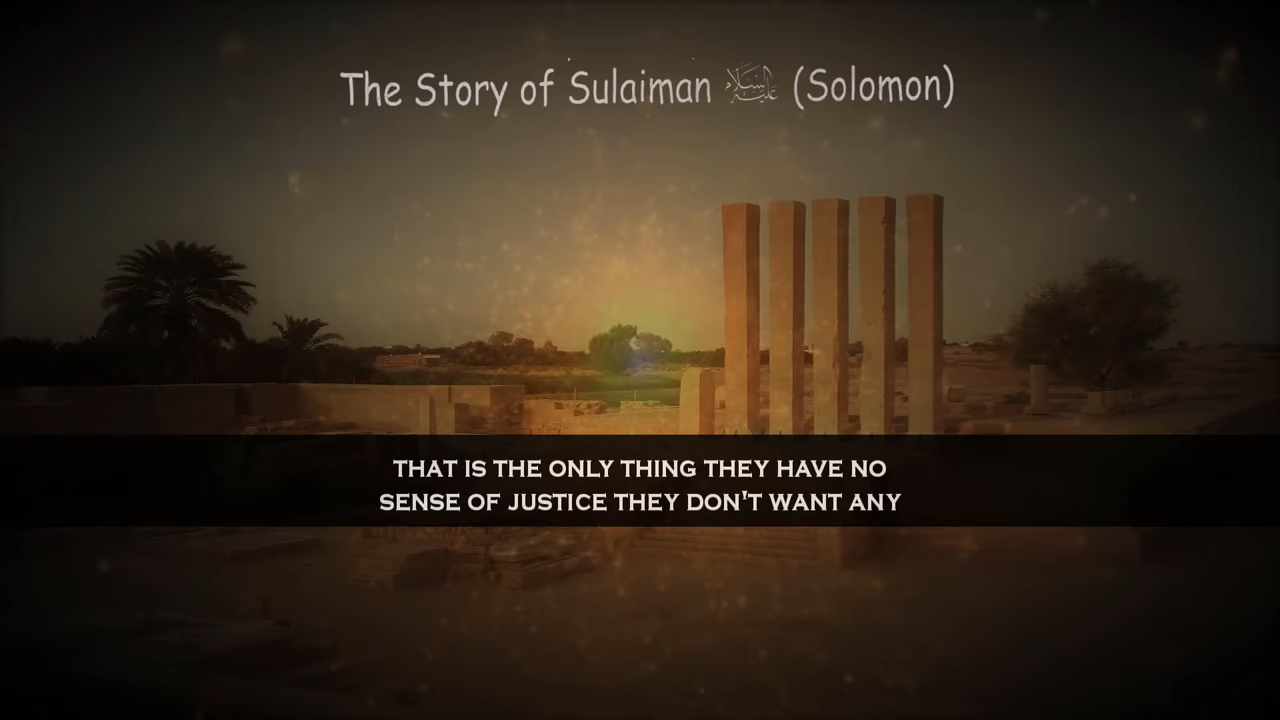 The Story of Sulaiman عليه السلام (Solomon)
THAT IS THE ONLY THING THEY HAVE NO
SENSE OF JUSTICE THEY DON'T WANT ANY